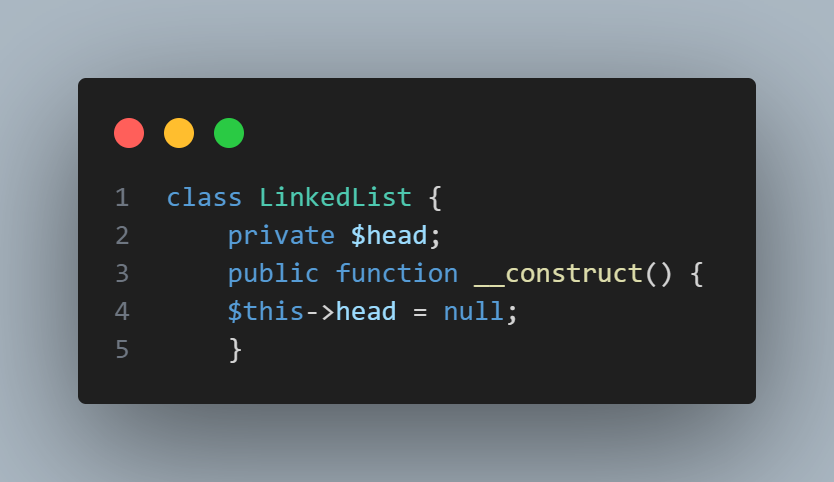 1 class LinkedList {
2 private $head;
3 public function __construct() {
4 $this->head = null;
5 }